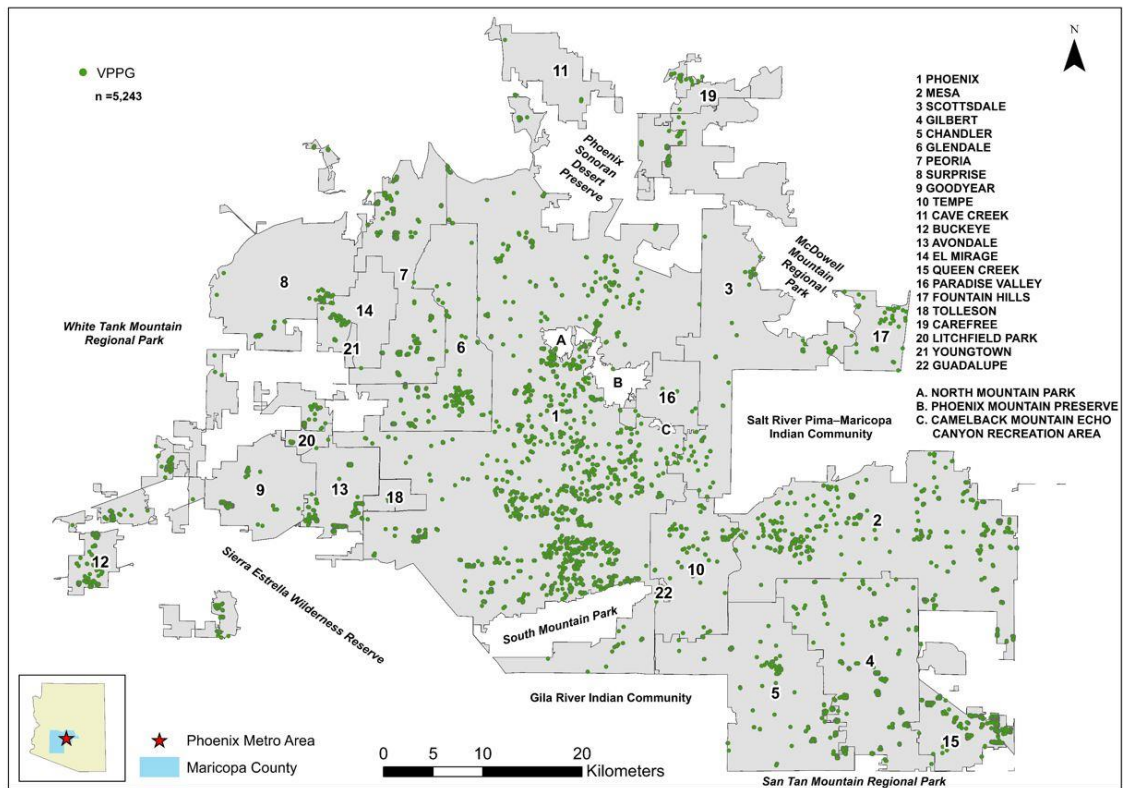 VPPG
n =5,243
N
1 PHOENIX
2 MESA
3 SCOTTSDALE
4 GILBERT
5 CHANDLER
6 GLENDALE
7 PEORIA
8 SURPRISE
9 GOODYEAR
10 TEMPE
11 CAVE CREEK
12 BUCKEYE
13 AVONDALE
14 EL MIRAGE
15 QUEEN CREEK
16 PARADISE VALLEY
17 FOUNTAIN HILLS
18 TOLLESON
19 CAREFREE
20 LITCHFIELD PARK
21 YOUNGTOWN
22 GUADALUPE
A. NORTH MOUNTAIN PARK
B. PHOENIX MOUNTAIN PRESERVE
C. CAMELBACK MOUNTAIN ECHO
CANYON RECREATION AREA
11
19
Phoenix
Sonoran
Desert
Preserve
McDowell
Mountain
Regional
Park
8
7
3
14
White Tank Mountain
Regional Park
21
6
A
17
B
1
16
C
Salt River Pima–Maricopa
Indian Community
20
9
13
18
2
12
10
Sierra Estrella Wilderness Reserve
22
South Mountain Park
4
5
Gila River Indian Community
15
San Tan Mountain Regional Park
Phoenix Metro Area
Maricopa County
0 5 10 20
Kilometers